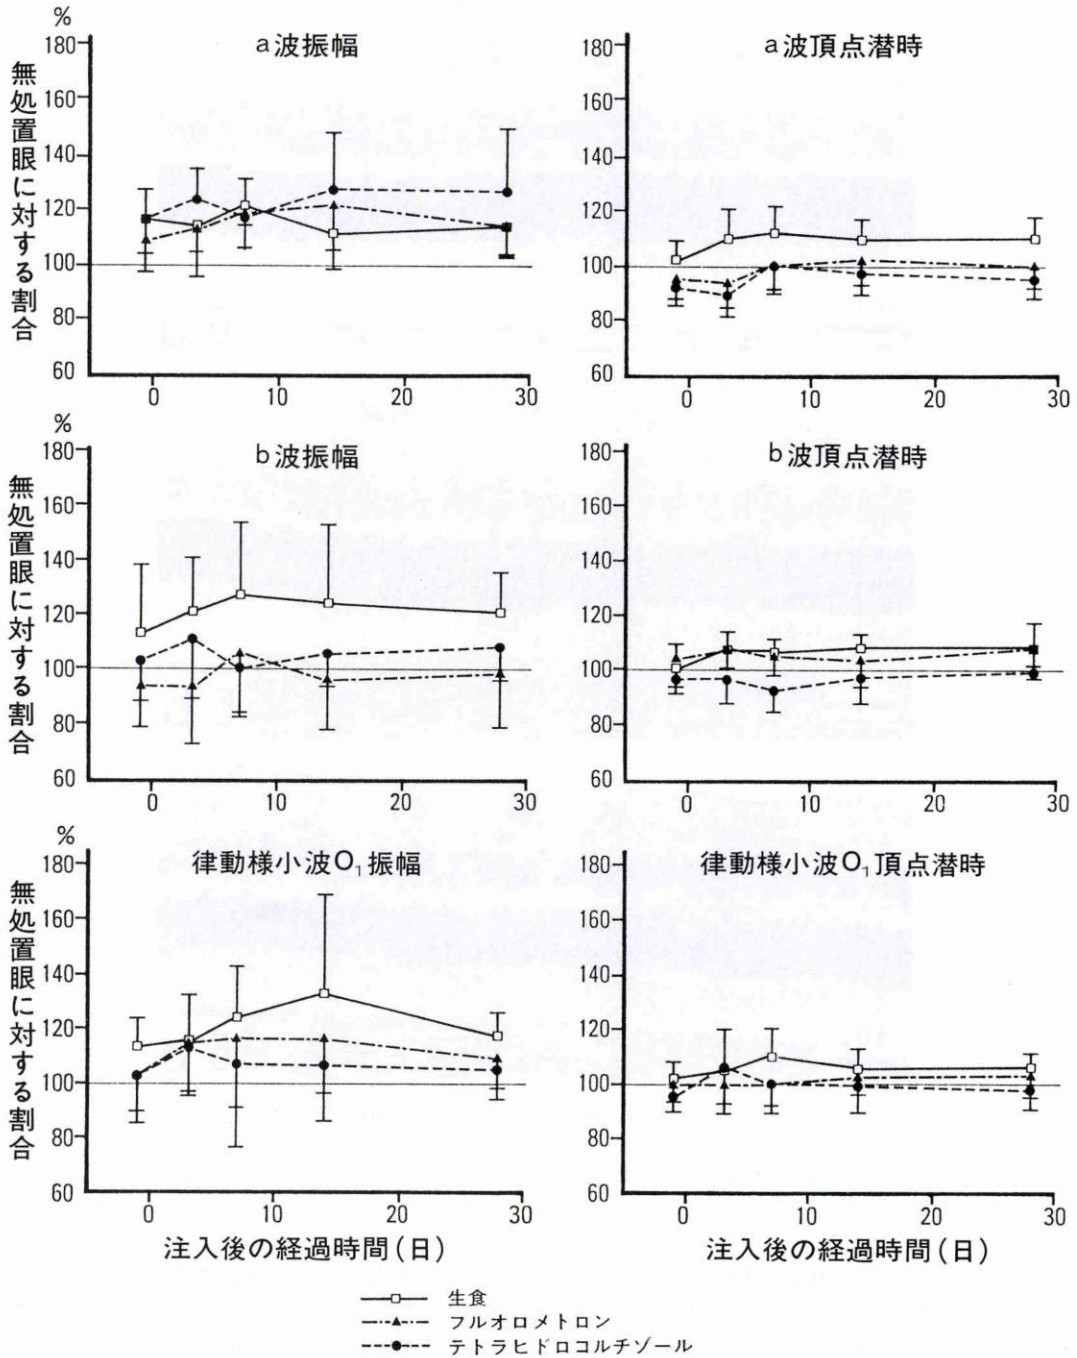 %
a波振幅
180
160
140
120
100
80
60
0 10 20 30
無処置眼に対する割合
a波頂点潜時
180
160
140
120
100
80
60
0 10 20 30
%
b波振幅
180
160
140
120
100
80
60
0 10 20 30
無処置眼に対する割合
b波頂点潜時
180
160
140
120
100
80
60
0 10 20 30
%
律動様小波O₁振幅
180
160
140
120
100
80
60
0 10 20 30
無処置眼に対する割合
注入後の経過時間(日)
律動様小波O₁頂点潜時
180
160
140
120
100
80
60
0 10 20 30
注入後の経過時間(日)
生食
フルオロメトロン
テトラヒドロコルチゾール